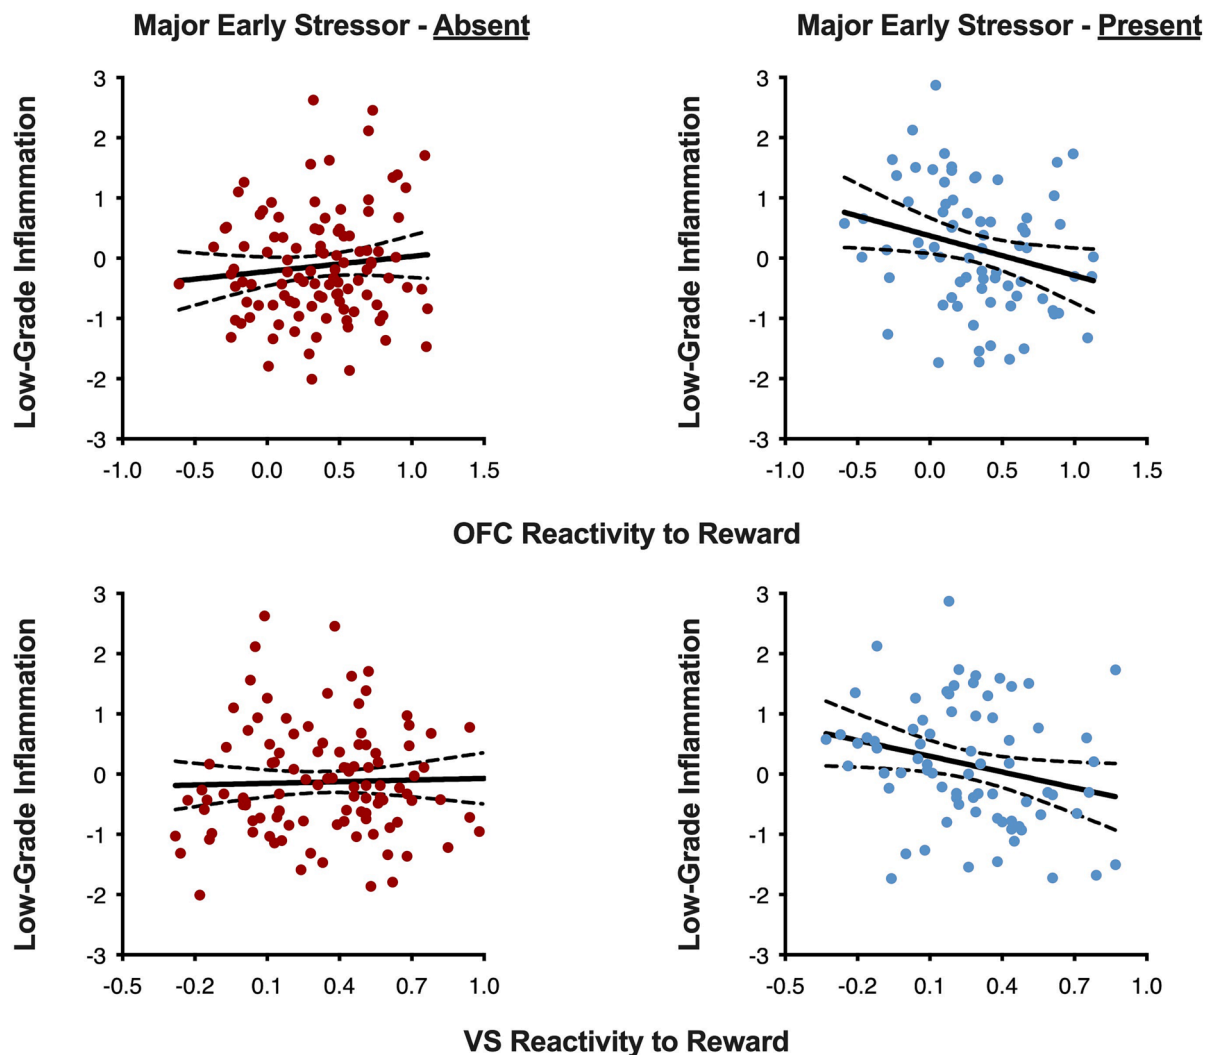 Major Early Stressor - Absent
Major Early Stressor - Present
Low-Grade Inflammation
3
2
1
0
-1
-2
-3
-1.0 -0.5 0.0 0.5 1.0 1.5
Low-Grade Inflammation
3
2
1
0
-1
-2
-3
-1.0 -0.5 0.0 0.5 1.0 1.5
OFC Reactivity to Reward
Low-Grade Inflammation
3
2
1
0
-1
-2
-3
-0.5 -0.2 0.1 0.4 0.7 1.0
Low-Grade Inflammation
3
2
1
0
-1
-2
-3
-0.5 -0.2 0.1 0.4 0.7 1.0
VS Reactivity to Reward